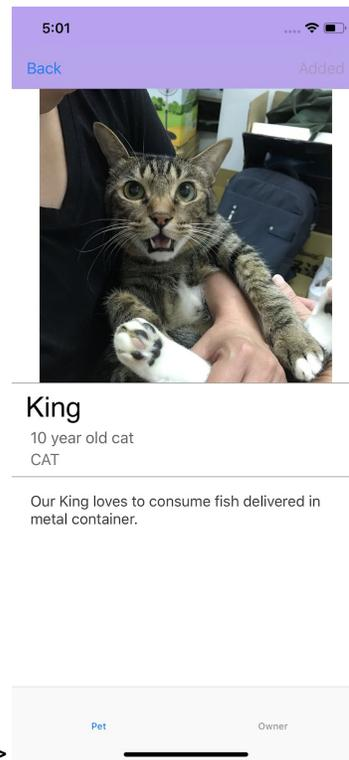 5:01
Back
Added
King
10 year old cat
CAT
Our King loves to consume fish delivered in
metal container.
Pet
Owner
>